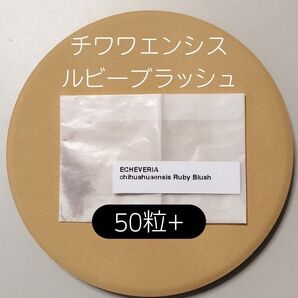 チワワエンシス
ルビーブラッシュ
ECHEVERIA
chihuahuaensis Ruby Blush
50粒+